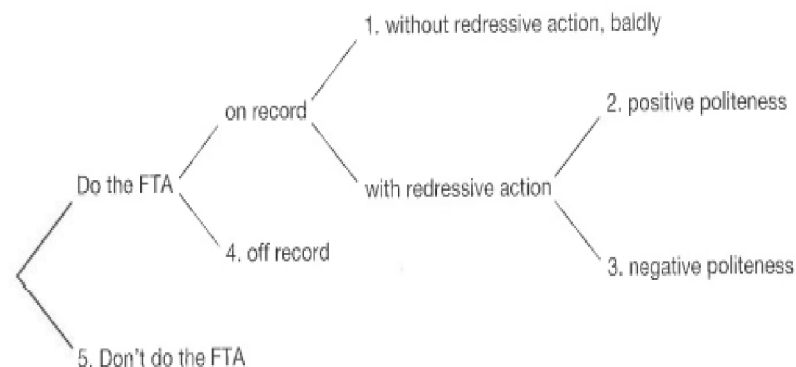 1. without redressive action, baldly
on record
2. positive politeness
Do the FTA
with redressive action
4. off record
3. negative politeness
5. Don't do the FTA